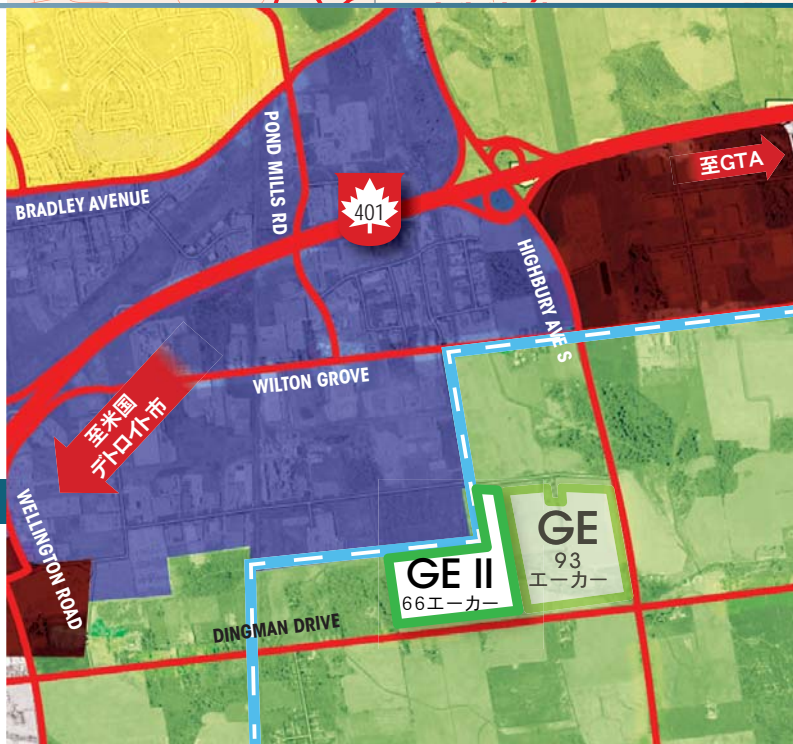 POND MILLS RD
BRADLEY AVENUE
401
至GTA
HIGHBURY AVE S
WILTON GROVE
至米国
デトロイト市
WELLINGTON ROAD
GE
93
エーカー
GE II
66エーカー
DINGMAN DRIVE